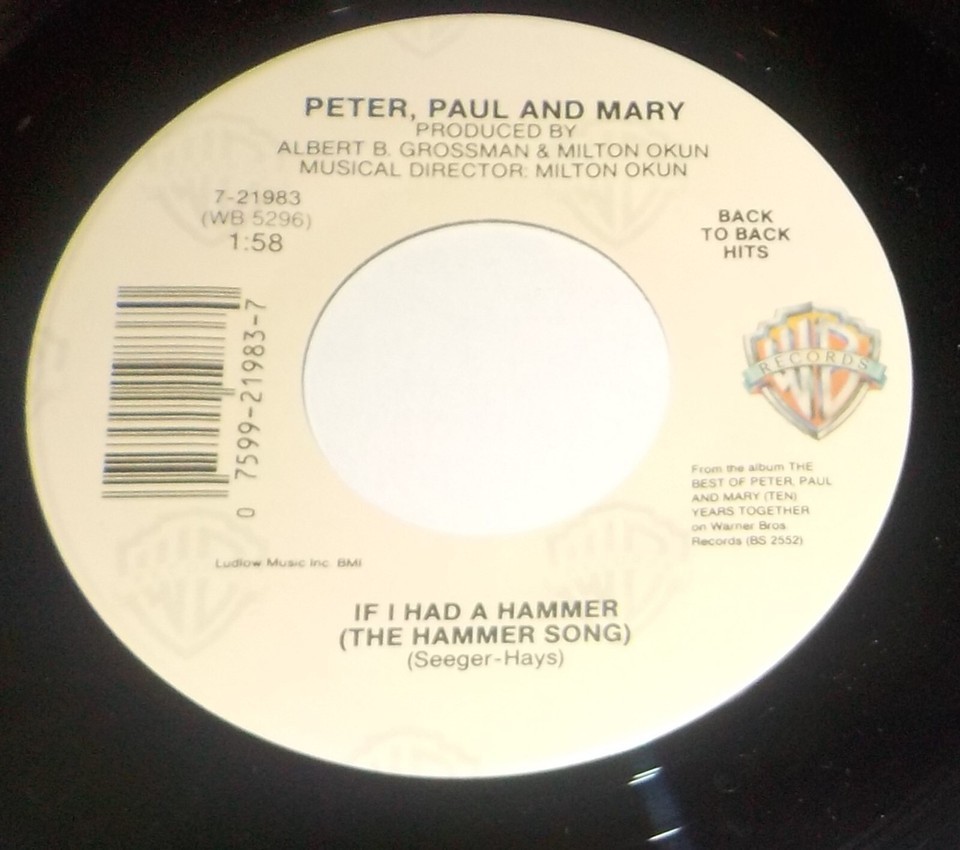 PETER, PAUL AND MARY
PRODUCED BY
ALBERT B. GROSSMAN & MILTON OKUN
MUSICAL DIRECTOR: MILTON OKUN
7-21983
(WB 5296)
1:58
BACK
TO BACK
HITS
0 7599-21983-7
WB
RECORDS
From the album THE
BEST OF PETER, PAUL
AND MARY (TEN)
YEARS TOGETHER
on Warner Bros.
Records (BS 2552)
Ludlow Music Inc. BMI
IF I HAD A HAMMER
(THE HAMMER SONG)
(Seeger-Hays)